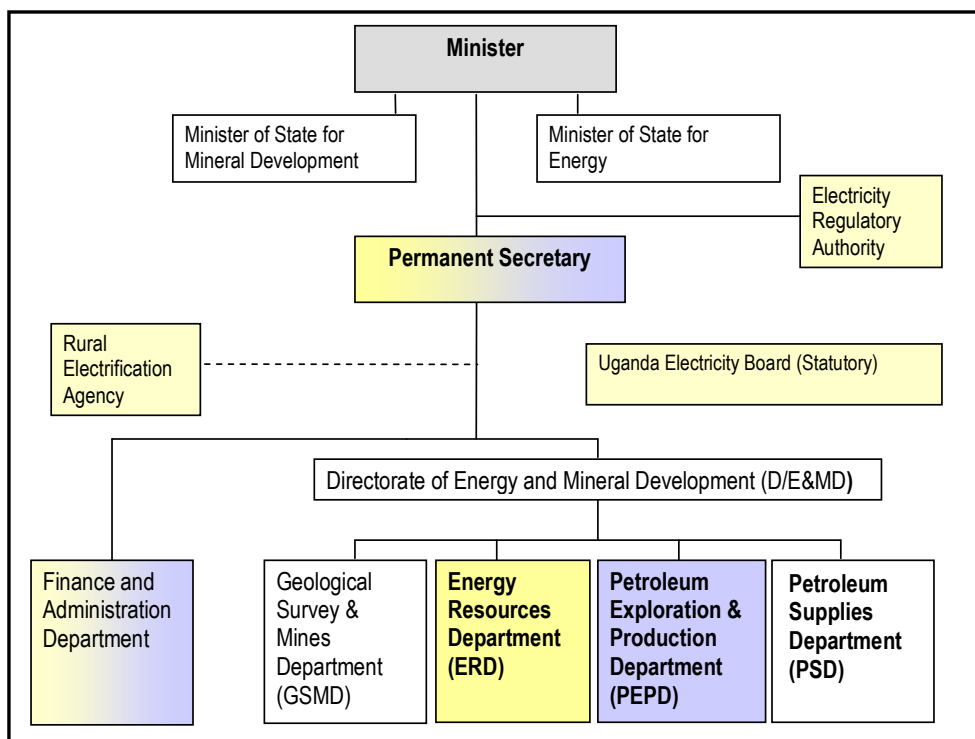 Minister
Minister of State for
Mineral Development
Minister of State for
Energy
Electricity
Regulatory
Authority
Permanent Secretary
Rural
Electrification
Agency
Uganda Electricity Board (Statutory)
Directorate of Energy and Mineral Development (D/E&MD)
Finance and
Administration
Department
Geological
Survey &
Mines
Department
(GSMD)
Energy
Resources
Department
(ERD)
Petroleum
Exploration &
Production
Department
(PEPD)
Petroleum
Supplies
Department
(PSD)